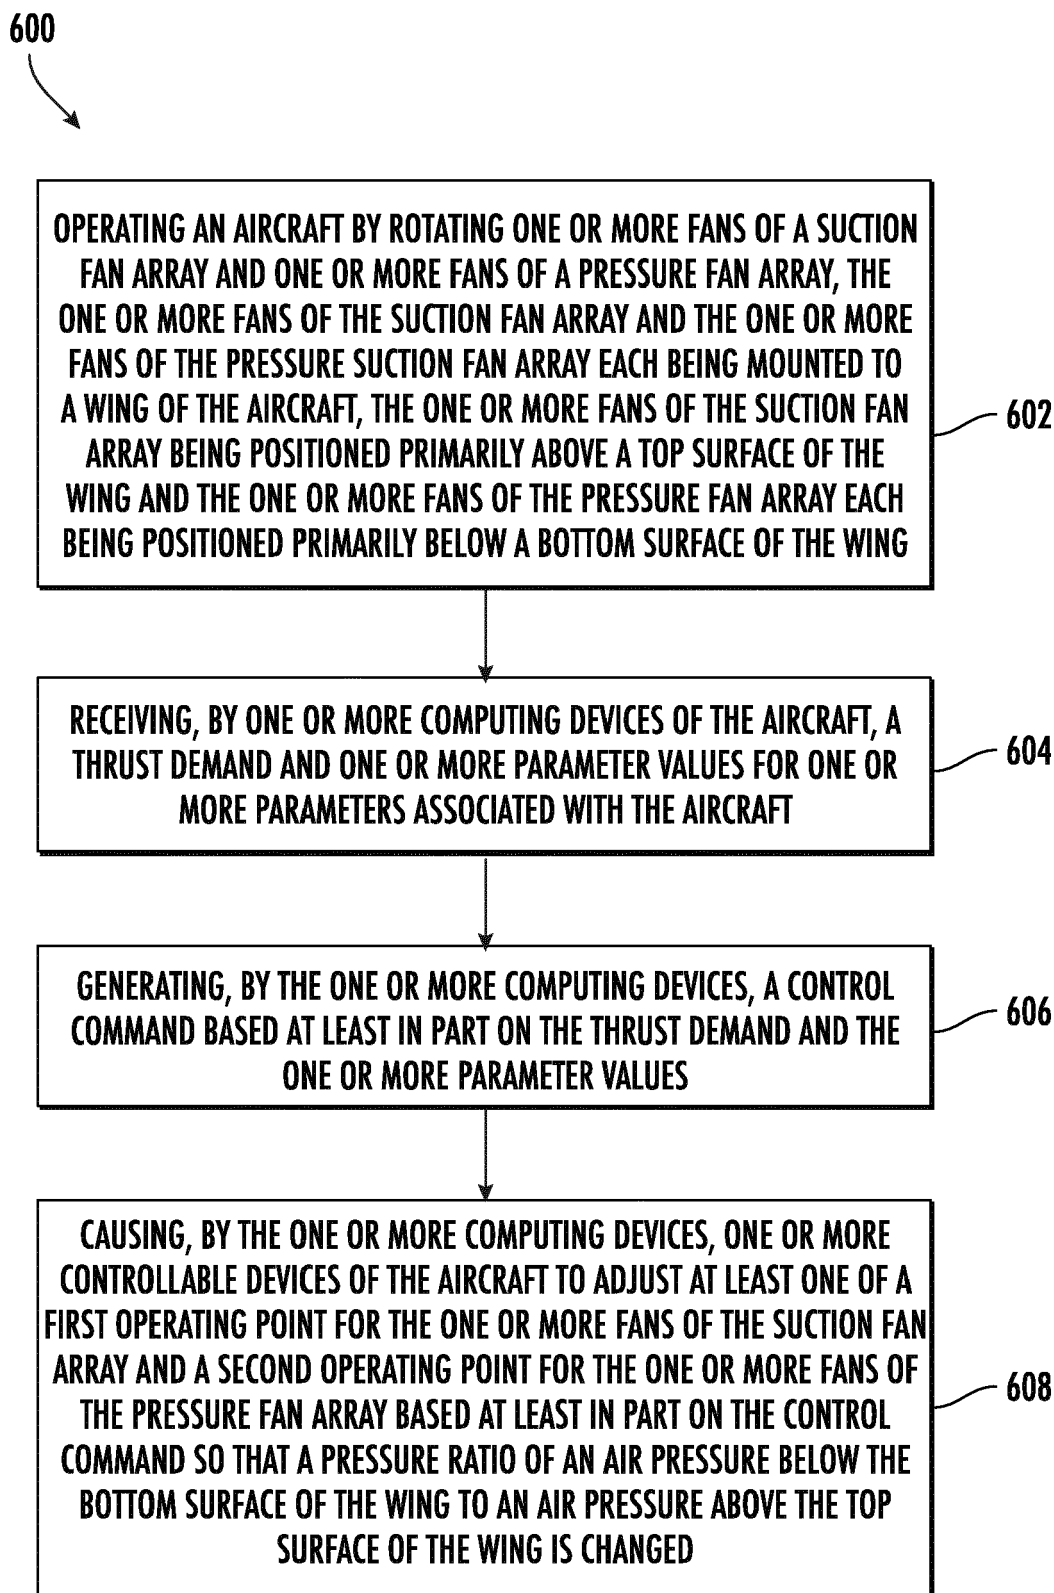 600
OPERATING AN AIRCRAFT BY ROTATING ONE OR MORE FANS OF A SUCTION
FAN ARRAY AND ONE OR MORE FANS OF A PRESSURE FAN ARRAY, THE
ONE OR MORE FANS OF THE SUCTION FAN ARRAY AND THE ONE OR MORE
FANS OF THE PRESSURE SUCTION FAN ARRAY EACH BEING MOUNTED TO
A WING OF THE AIRCRAFT, THE ONE OR MORE FANS OF THE SUCTION FAN
ARRAY BEING POSITIONED PRIMARILY ABOVE A TOP SURFACE OF THE
WING AND THE ONE OR MORE FANS OF THE PRESSURE FAN ARRAY EACH
BEING POSITIONED PRIMARILY BELOW A BOTTOM SURFACE OF THE WING
602
RECEIVING, BY ONE OR MORE COMPUTING DEVICES OF THE AIRCRAFT, A
THRUST DEMAND AND ONE OR MORE PARAMETER VALUES FOR ONE OR
MORE PARAMETERS ASSOCIATED WITH THE AIRCRAFT
604
GENERATING, BY THE ONE OR MORE COMPUTING DEVICES, A CONTROL
COMMAND BASED AT LEAST IN PART ON THE THRUST DEMAND AND THE
ONE OR MORE PARAMETER VALUES
606
CAUSING, BY THE ONE OR MORE COMPUTING DEVICES, ONE OR MORE
CONTROLLABLE DEVICES OF THE AIRCRAFT TO ADJUST AT LEAST ONE OF A
FIRST OPERATING POINT FOR THE ONE OR MORE FANS OF THE SUCTION FAN
ARRAY AND A SECOND OPERATING POINT FOR THE ONE OR MORE FANS OF
THE PRESSURE FAN ARRAY BASED AT LEAST IN PART ON THE CONTROL
COMMAND SO THAT A PRESSURE RATIO OF AN AIR PRESSURE BELOW THE
BOTTOM SURFACE OF THE WING TO AN AIR PRESSURE ABOVE THE TOP
SURFACE OF THE WING IS CHANGED
608